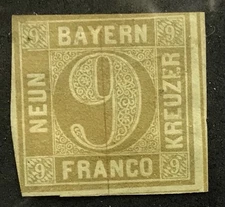 9 BAYERN 9
NEUN
9
KREUZER
9 FRANCO 9